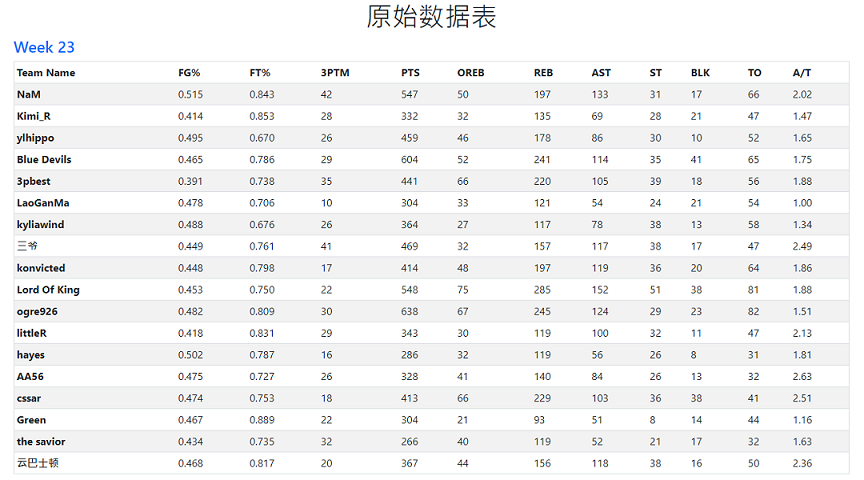 原始数据表
Week 23
Team Name FG% FT% 3PTM PTS OREB REB AST ST BLK TO A/T
NaM 0.515 0.843 42 547 50 197 133 31 17 66 2.02
Kimi_R 0.414 0.853 28 332 32 135 69 28 21 47 1.47
ylhippo 0.495 0.670 26 459 46 178 86 30 10 52 1.65
Blue Devils 0.465 0.786 29 604 52 241 114 35 41 65 1.75
3pbest 0.391 0.738 35 441 66 220 105 39 18 56 1.88
LaoGanMa 0.478 0.706 10 304 33 121 54 24 21 54 1.00
kyliawind 0.488 0.676 26 364 27 117 78 38 13 58 1.34
三爷 0.449 0.761 41 469 32 157 117 38 17 47 2.49
konvicted 0.448 0.798 17 414 48 197 119 36 20 64 1.86
Lord Of King 0.453 0.750 22 548 75 285 152 51 38 81 1.88
ogre926 0.482 0.809 30 638 67 245 124 29 23 82 1.51
littleR 0.418 0.831 29 343 30 119 100 32 11 47 2.13
hayes 0.502 0.787 16 286 32 119 56 26 8 31 1.81
AA56 0.475 0.727 26 328 41 140 84 26 13 32 2.63
cssar 0.474 0.753 18 413 66 229 103 36 38 41 2.51
Green 0.467 0.889 22 304 21 93 51 8 14 44 1.16
the savior 0.434 0.735 32 266 40 119 52 21 17 32 1.63
云巴士顿 0.468 0.817 20 367 44 156 118 38 16 50 2.36